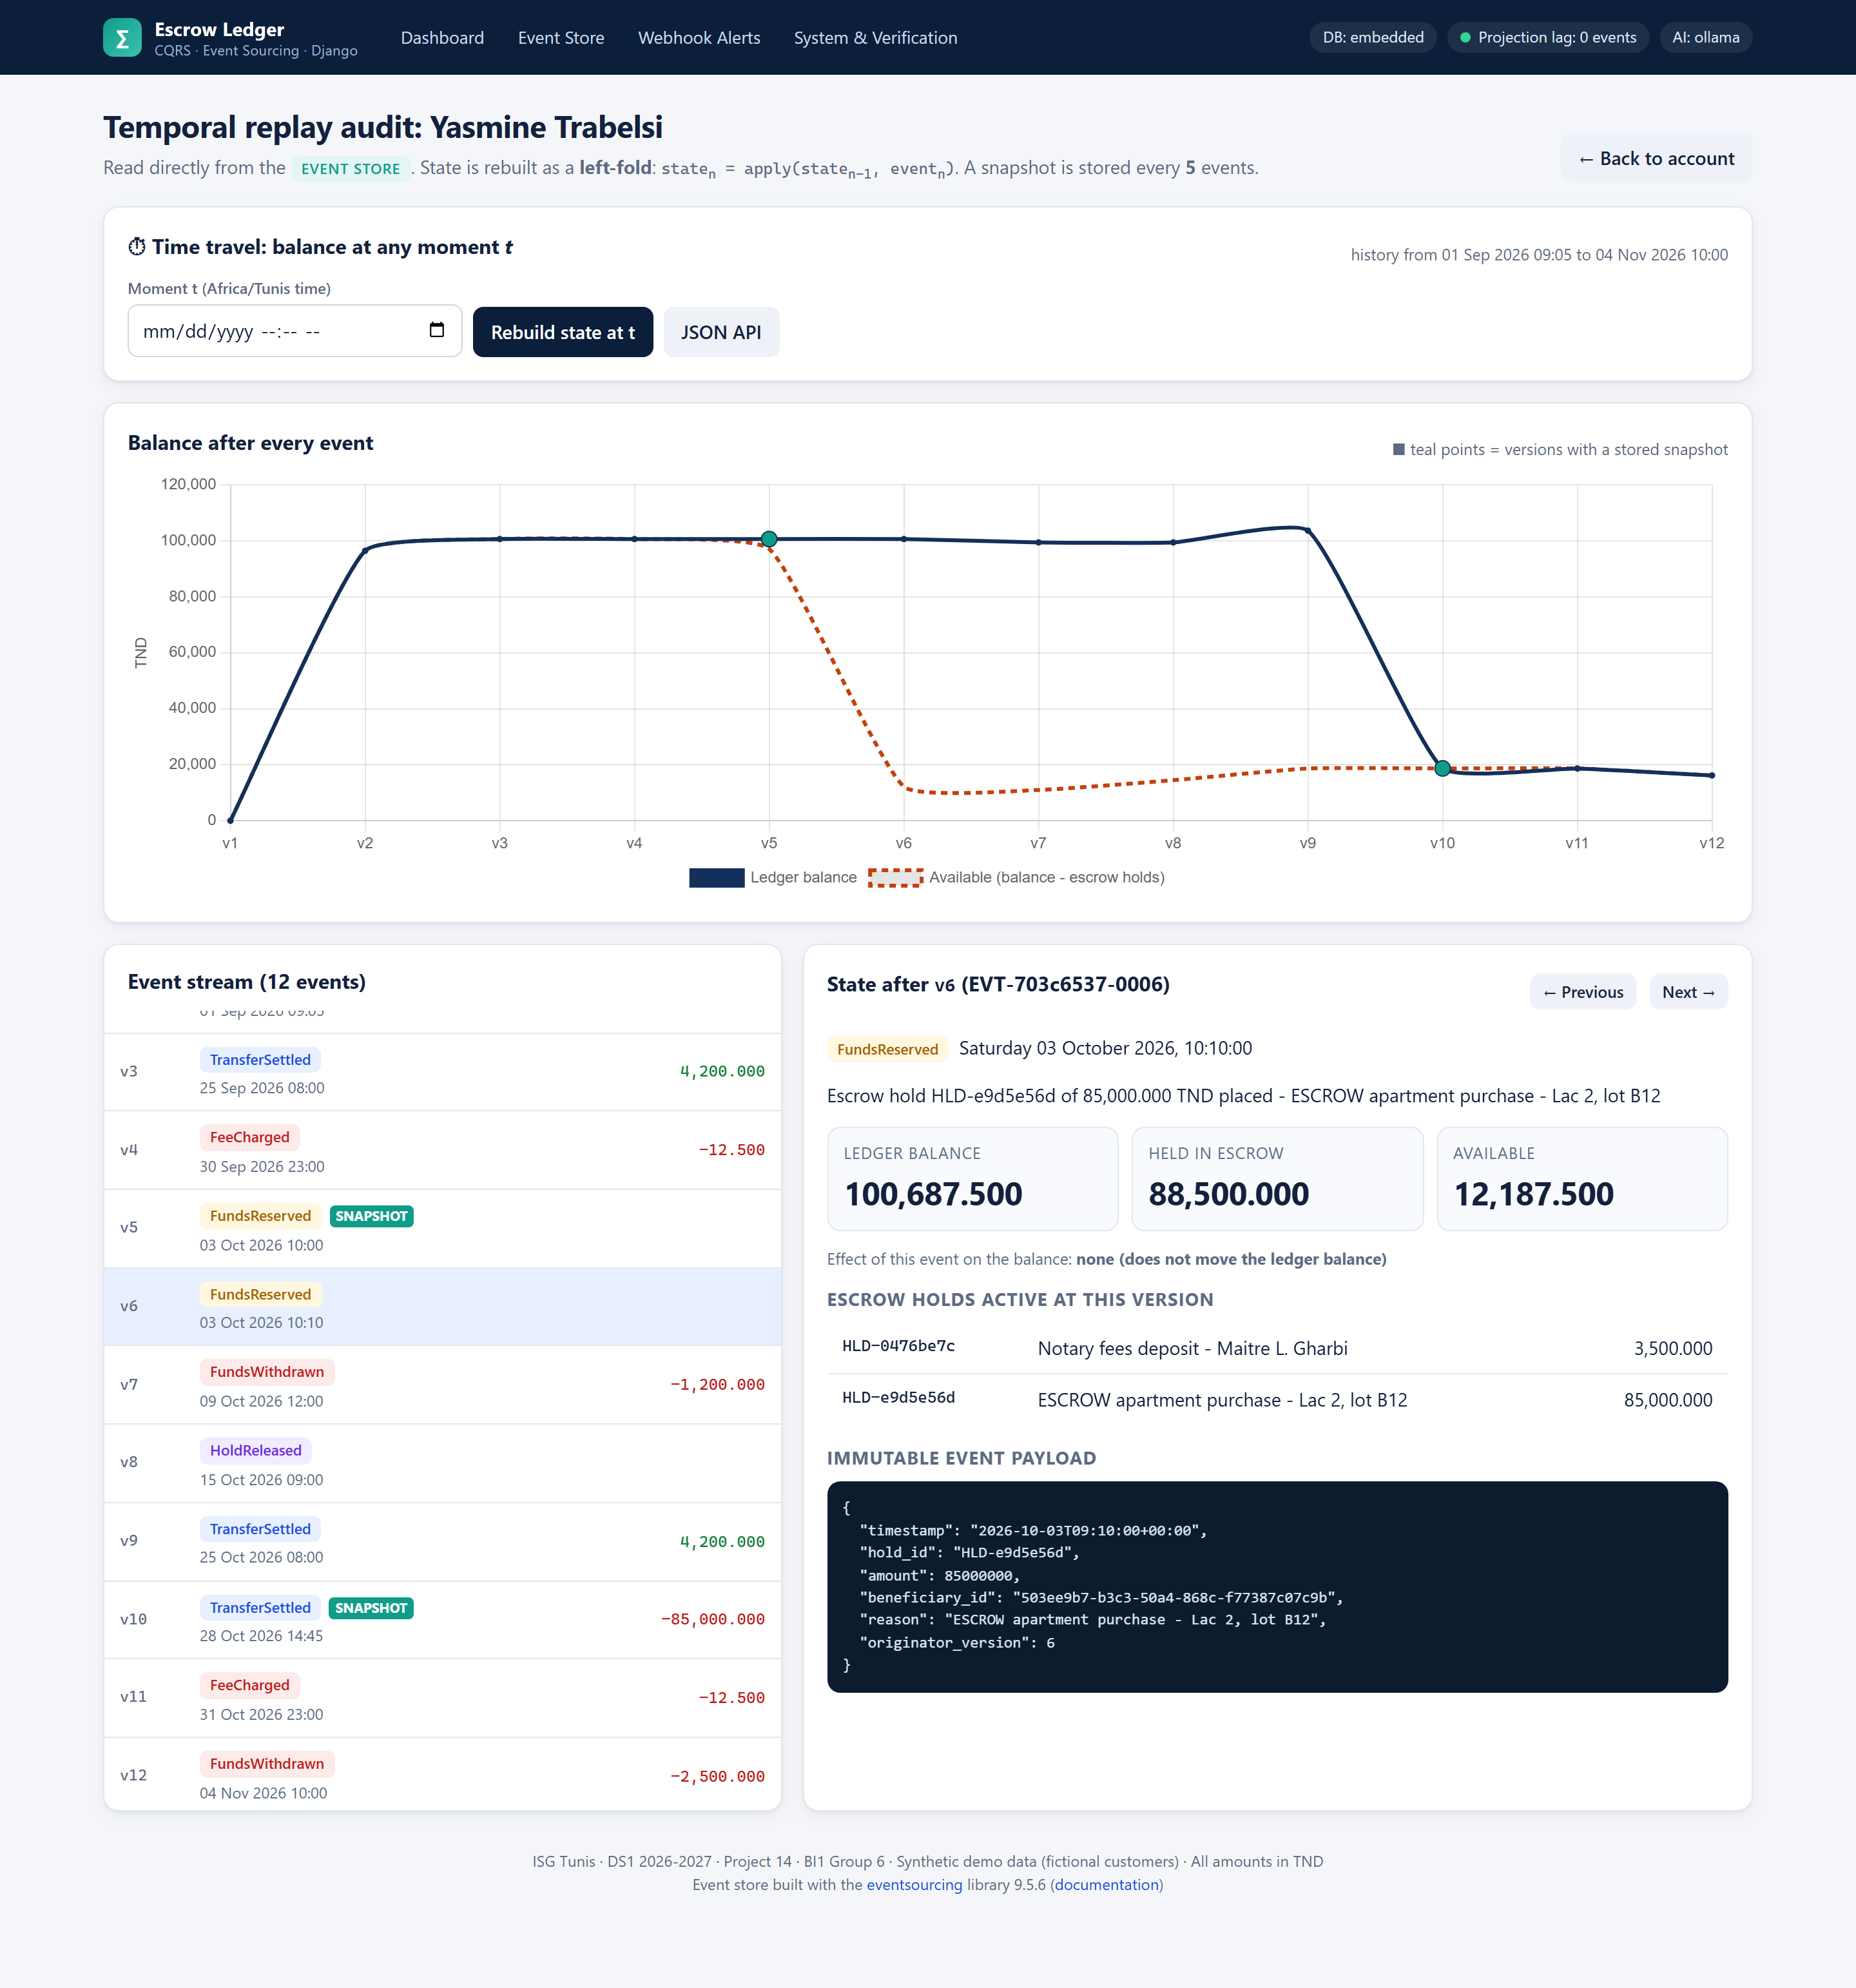 Σ
Escrow Ledger
CQRS · Event Sourcing · Django
Dashboard
Event Store
Webhook Alerts
System & Verification
DB: embedded
Projection lag: 0 events
AI: ollama
Temporal replay audit: Yasmine Trabelsi
Read directly from the EVENT STORE. State is rebuilt as a left-fold: state_n = apply(state_n−1, event_n). A snapshot is stored every 5 events.
← Back to account
⏱ Time travel: balance at any moment t
history from 01 Sep 2026 09:05 to 04 Nov 2026 10:00
Moment t (Africa/Tunis time)
mm/dd/yyyy --:-- --
Rebuild state at t
JSON API
Balance after every event
■ teal points = versions with a stored snapshot
120,000
100,000
80,000
60,000
40,000
20,000
0
TND
v1 v2 v3 v4 v5 v6 v7 v8 v9 v10 v11 v12
Ledger balance
Available (balance - escrow holds)
Event stream (12 events)
01 Sep 2026 09:05
v3 TransferSettled 4,200.000
25 Sep 2026 08:00
v4 FeeCharged −12.500
30 Sep 2026 23:00
v5 FundsReserved SNAPSHOT
03 Oct 2026 10:00
v6 FundsReserved
03 Oct 2026 10:10
v7 FundsWithdrawn −1,200.000
09 Oct 2026 12:00
v8 HoldReleased
15 Oct 2026 09:00
v9 TransferSettled 4,200.000
25 Oct 2026 08:00
v10 TransferSettled SNAPSHOT −85,000.000
28 Oct 2026 14:45
v11 FeeCharged −12.500
31 Oct 2026 23:00
v12 FundsWithdrawn −2,500.000
04 Nov 2026 10:00
State after v6 (EVT-703c6537-0006)
← Previous
Next →
FundsReserved Saturday 03 October 2026, 10:10:00
Escrow hold HLD-e9d5e56d of 85,000.000 TND placed - ESCROW apartment purchase - Lac 2, lot B12
LEDGER BALANCE
100,687.500
HELD IN ESCROW
88,500.000
AVAILABLE
12,187.500
Effect of this event on the balance: none (does not move the ledger balance)
ESCROW HOLDS ACTIVE AT THIS VERSION
HLD-0476be7c Notary fees deposit - Maitre L. Gharbi 3,500.000
HLD-e9d5e56d ESCROW apartment purchase - Lac 2, lot B12 85,000.000
IMMUTABLE EVENT PAYLOAD
{
"timestamp": "2026-10-03T09:10:00+00:00",
"hold_id": "HLD-e9d5e56d",
"amount": 85000000,
"beneficiary_id": "503ee9b7-b3c3-50a4-868c-f77387c07c9b",
"reason": "ESCROW apartment purchase - Lac 2, lot B12",
"originator_version": 6
}
ISG Tunis · DS1 2026-2027 · Project 14 · BI1 Group 6 · Synthetic demo data (fictional customers) · All amounts in TND
Event store built with the eventsourcing library 9.5.6 (documentation)